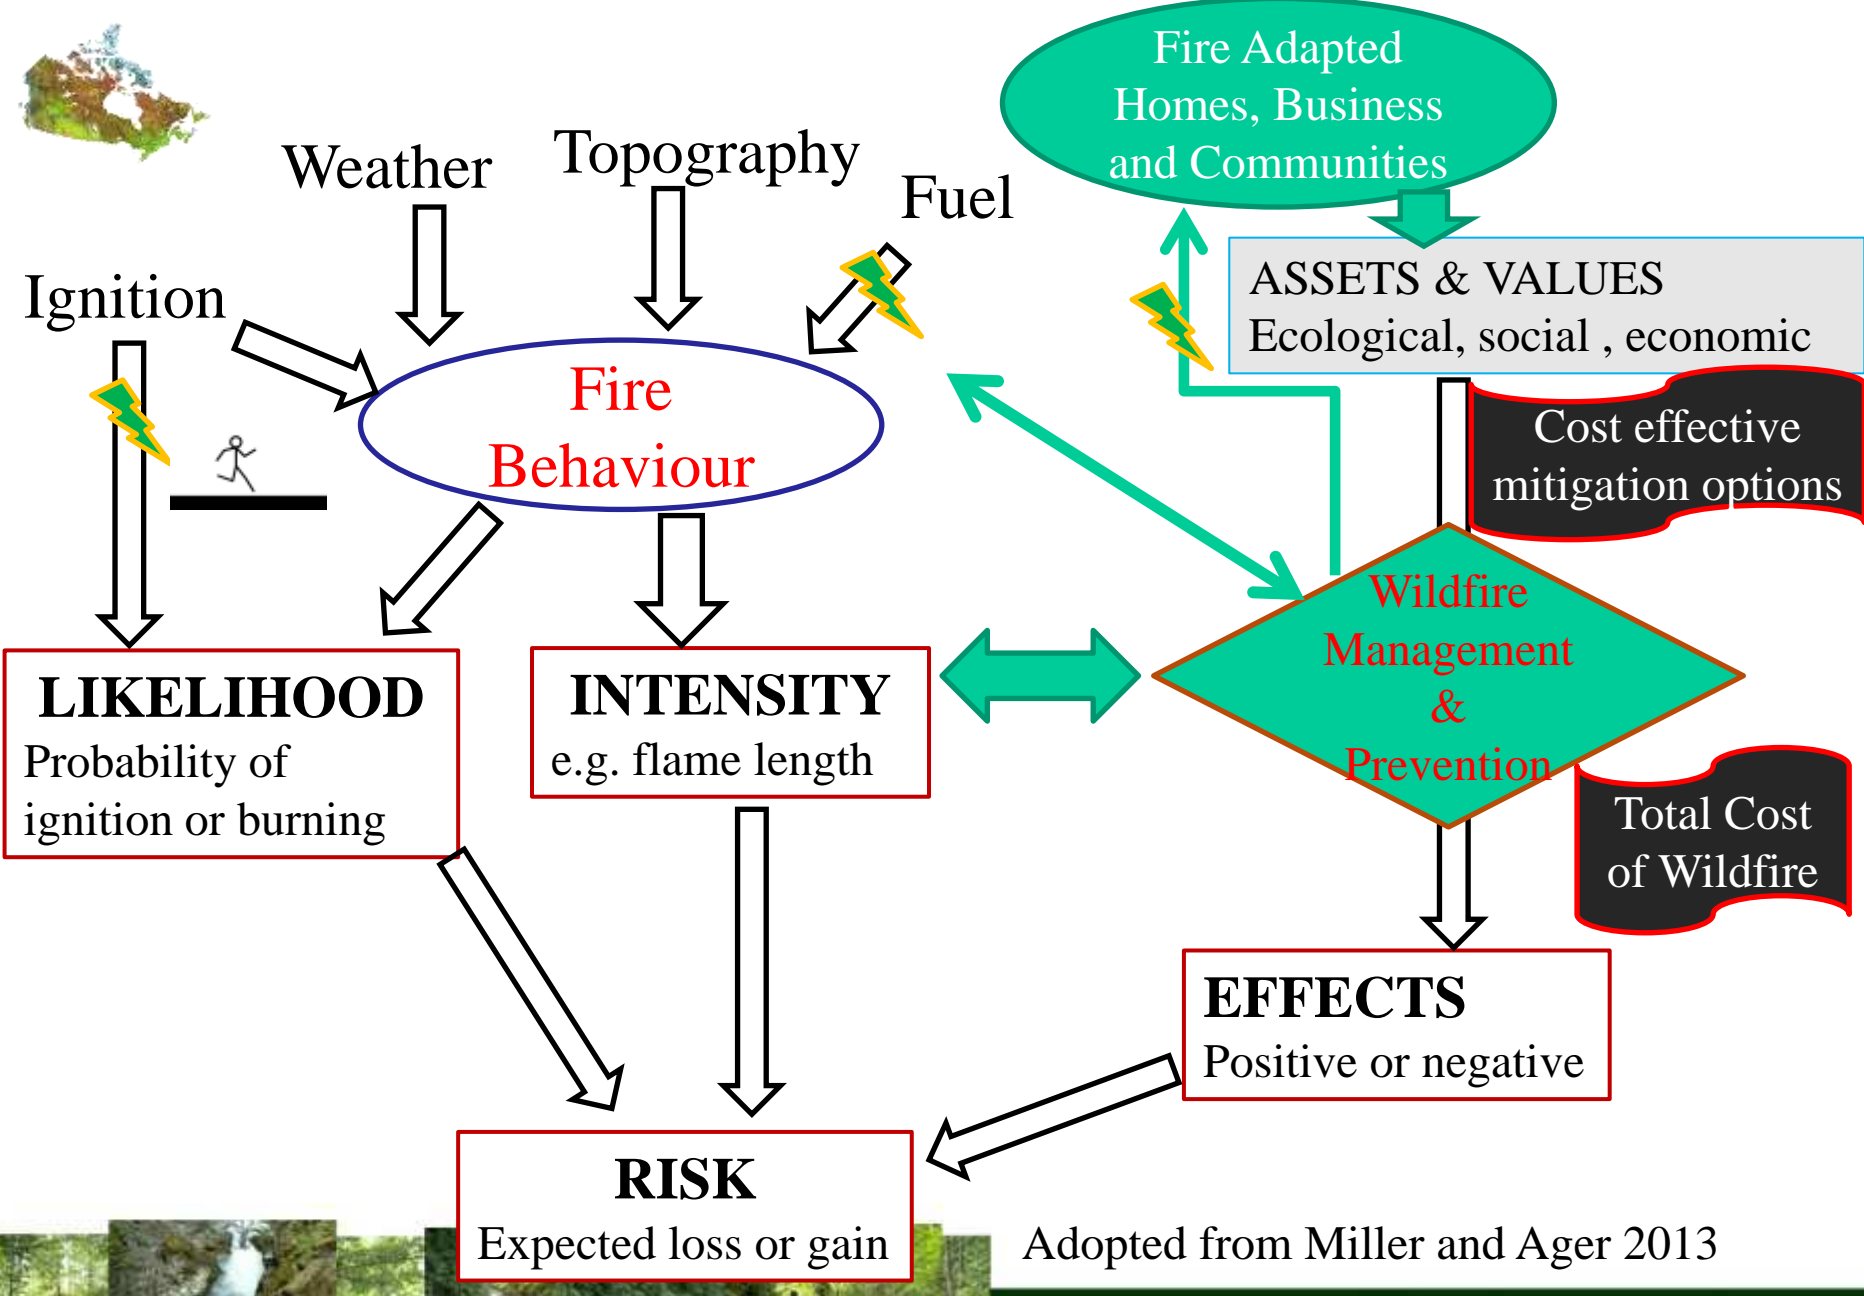 Fire Adapted
Homes, Business
and Communities
Weather
Topography
Fuel
Ignition
ASSETS & VALUES
Ecological, social , economic
Fire
Behaviour
Cost effective
mitigation options
Wildfire
Management
&
Prevention
LIKELIHOOD
Probability of
ignition or burning
INTENSITY
e.g. flame length
Total Cost
of Wildfire
EFFECTS
Positive or negative
RISK
Expected loss or gain
Adopted from Miller and Ager 2013